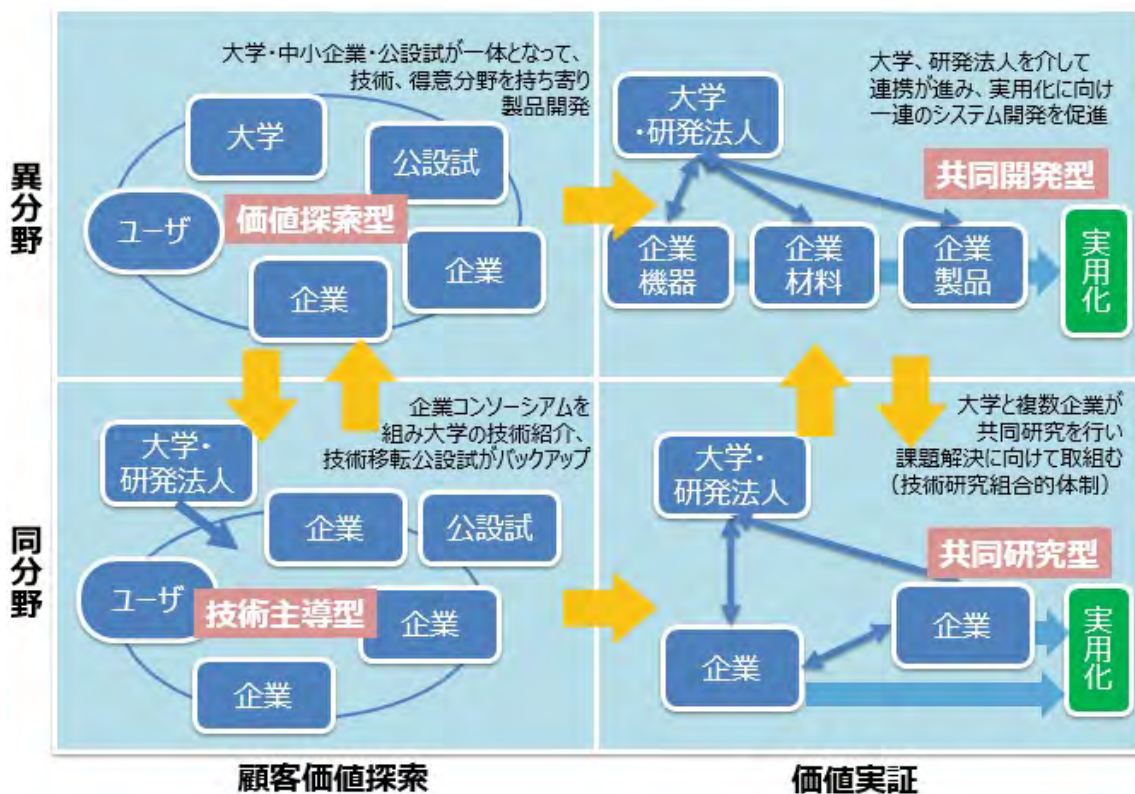 異分野
大学・中小企業・公設試が一体となって、
技術、得意分野を持ち寄り
製品開発
大学
公設試
ユーザ
価値探索型
企業
企業
大学、研発法人を介して
連携が進み、実用化に向け
一連のシステム開発を促進
大学
・研発法人
共同開発型
企業
機器
企業
材料
企業
製品
実用化
同分野
企業コンソーシアムを
組み大学の技術紹介、
技術移転公設試がバックアップ
大学・
研発法人
企業
公設試
ユーザ
技術主導型
企業
企業
大学と複数企業が
共同研究を行い
課題解決に向けて取組む
（技術研究組合的体制）
大学・
研発法人
共同研究型
企業
企業
実用化
顧客価値探索
価値実証